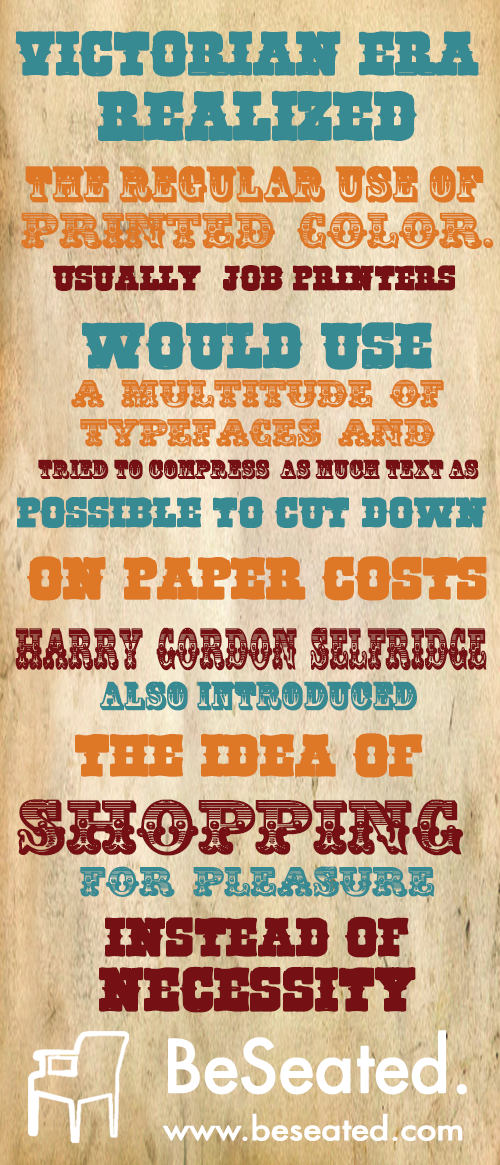 VICTORIAN ERA
REALIZED
THE REGULAR USE OF
PRINTED COLOR.
USUALLY JOB PRINTERS
WOULD USE
A MULTITUDE OF
TYPEFACES AND
TRIED TO COMPRESS AS MUCH TEXT AS
POSSIBLE TO CUT DOWN
ON PAPER COSTS
HARRY GORDON SELFRIDGE
ALSO INTRODUCED
THE IDEA OF
SHOPPING
FOR PLEASURE
INSTEAD OF
NECESSITY
BeSeated.
www.beseated.com